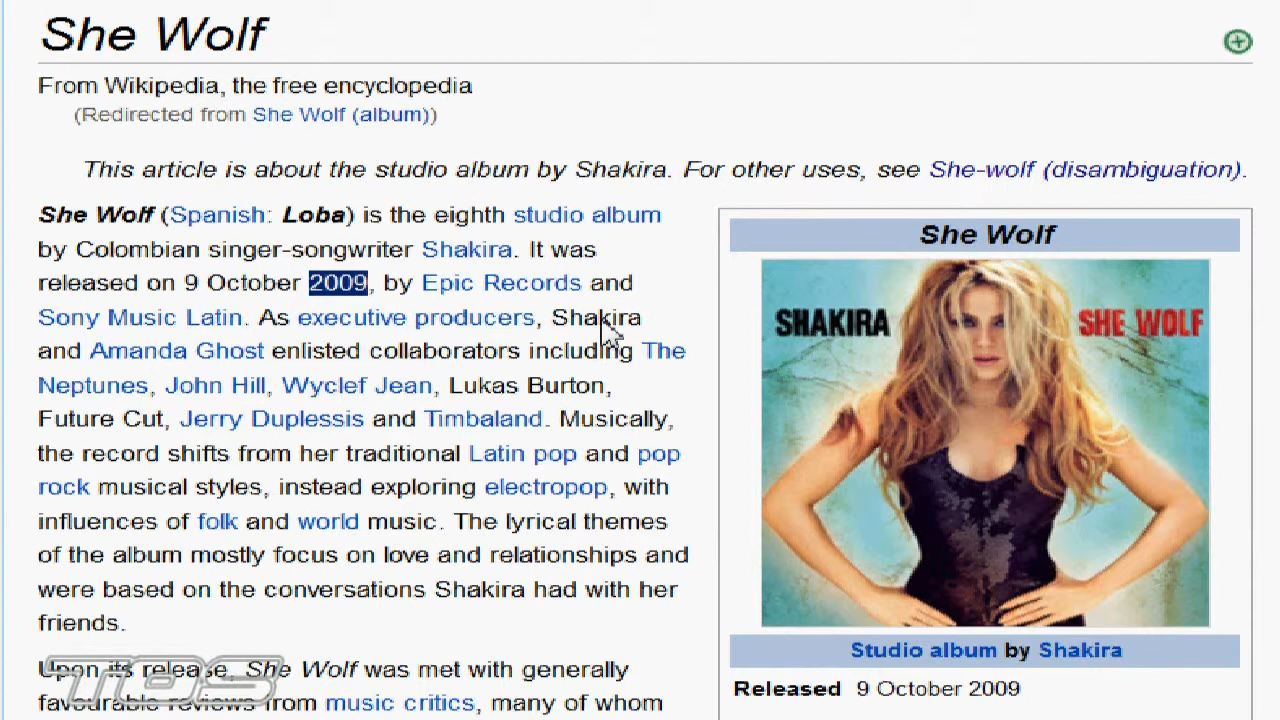 She Wolf
From Wikipedia, the free encyclopedia
(Redirected from She Wolf (album))
This article is about the studio album by Shakira. For other uses, see She-wolf (disambiguation).
She Wolf (Spanish: Loba) is the eighth studio album
by Colombian singer-songwriter Shakira. It was
released on 9 October 2009, by Epic Records and
Sony Music Latin. As executive producers, Shakira
and Amanda Ghost enlisted collaborators including The
Neptunes, John Hill, Wyclef Jean, Lukas Burton,
Future Cut, Jerry Duplessis and Timbaland. Musically,
the record shifts from her traditional Latin pop and pop
rock musical styles, instead exploring electropop, with
influences of folk and world music. The lyrical themes
of the album mostly focus on love and relationships and
were based on the conversations Shakira had with her
friends.
Upon its release, She Wolf was met with generally
favourable reviews from music critics, many of whom
She Wolf
SHAKIRA SHE WOLF
Studio album by Shakira
Released 9 October 2009